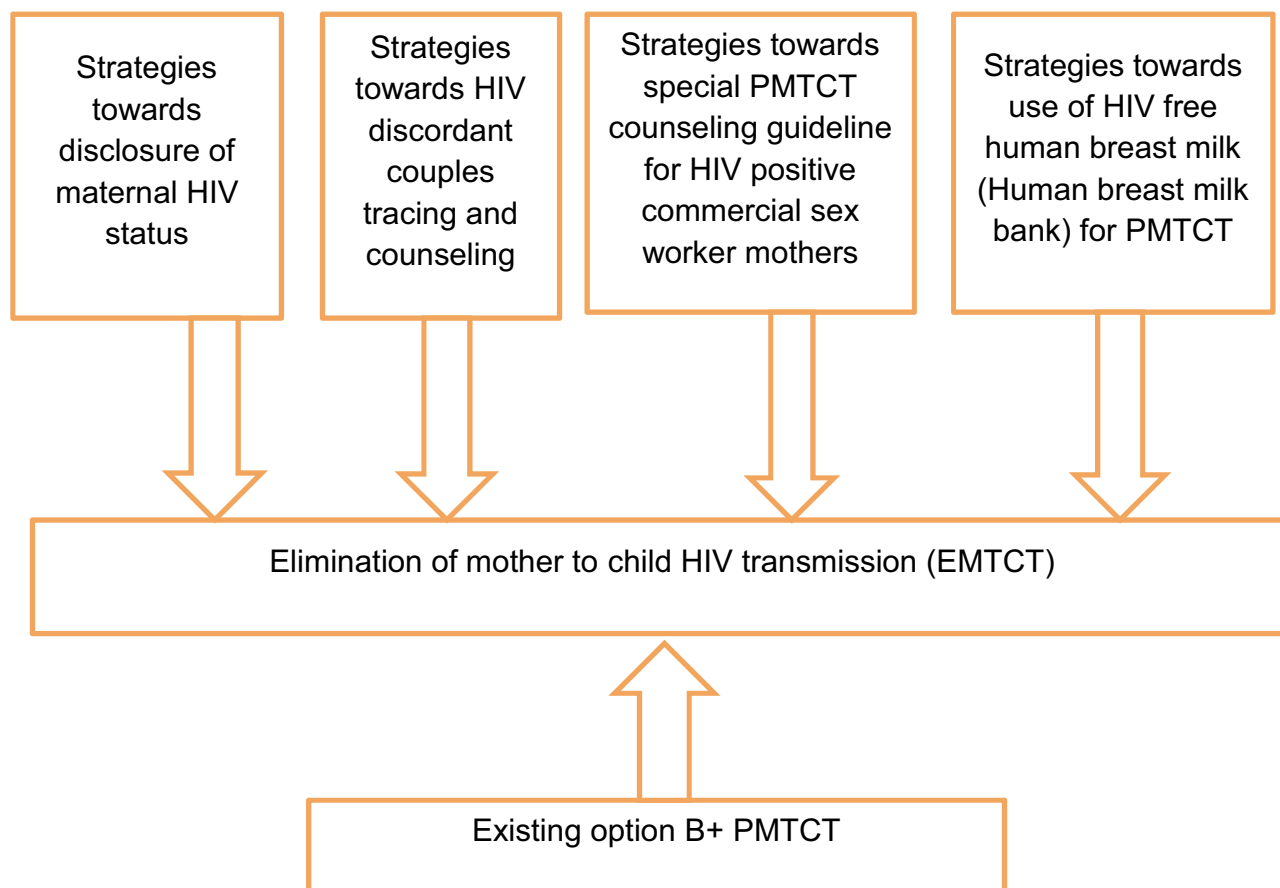 Strategies
towards
disclosure of
maternal HIV
status
Strategies
towards HIV
discordant
couples
tracing and
counseling
Strategies towards
special PMTCT
counseling guideline
for HIV positive
commercial sex
worker mothers
Strategies towards
use of HIV free
human breast milk
(Human breast milk
bank) for PMTCT
Elimination of mother to child HIV transmission (EMTCT)
Existing option B+ PMTCT